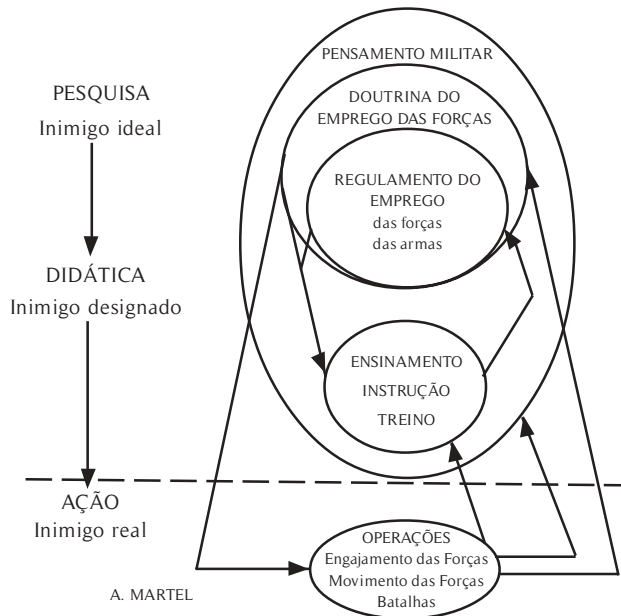 PESQUISA
Inimigo ideal
DIDÁTICA
Inimigo designado
AÇÃO
Inimigo real
PENSAMENTO MILITAR
DOUTRINA DO
EMPREGO DAS FORÇAS
REGULAMENTO DO
EMPREGO
das forças
das armas
ENSINAMENTO
INSTRUÇÃO
TREINO
OPERAÇÕES
Engajamento das Forças
Movimento das Forças
Batalhas
A. MARTEL